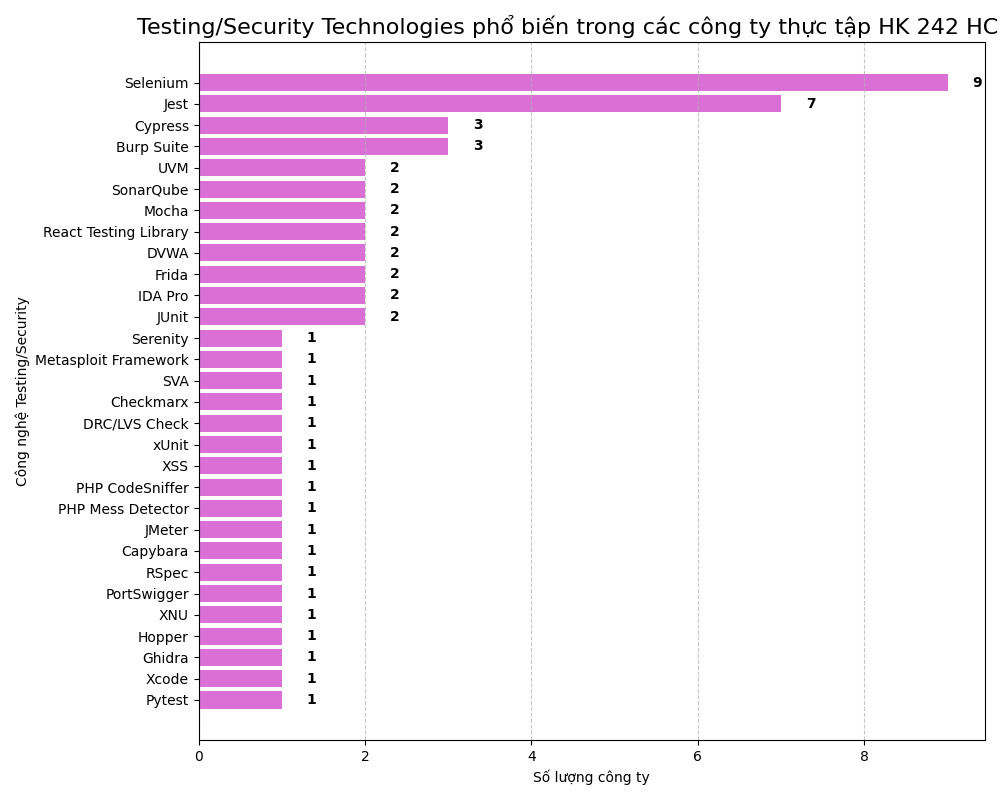 Testing/Security Technologies phổ biến trong các công ty thực tập HK 242 HC
Selenium 9
Jest 7
Cypress 3
Burp Suite 3
UVM 2
SonarQube 2
Mocha 2
React Testing Library 2
DVWA 2
Frida 2
IDA Pro 2
JUnit 2
Serenity 1
Metasploit Framework 1
SVA 1
Checkmarx 1
DRC/LVS Check 1
xUnit 1
XSS 1
PHP CodeSniffer 1
PHP Mess Detector 1
JMeter 1
Capybara 1
RSpec 1
PortSwigger 1
XNU 1
Hopper 1
Ghidra 1
Xcode 1
Pytest 1
Công nghệ Testing/Security
0 2 4 6 8
Số lượng công ty